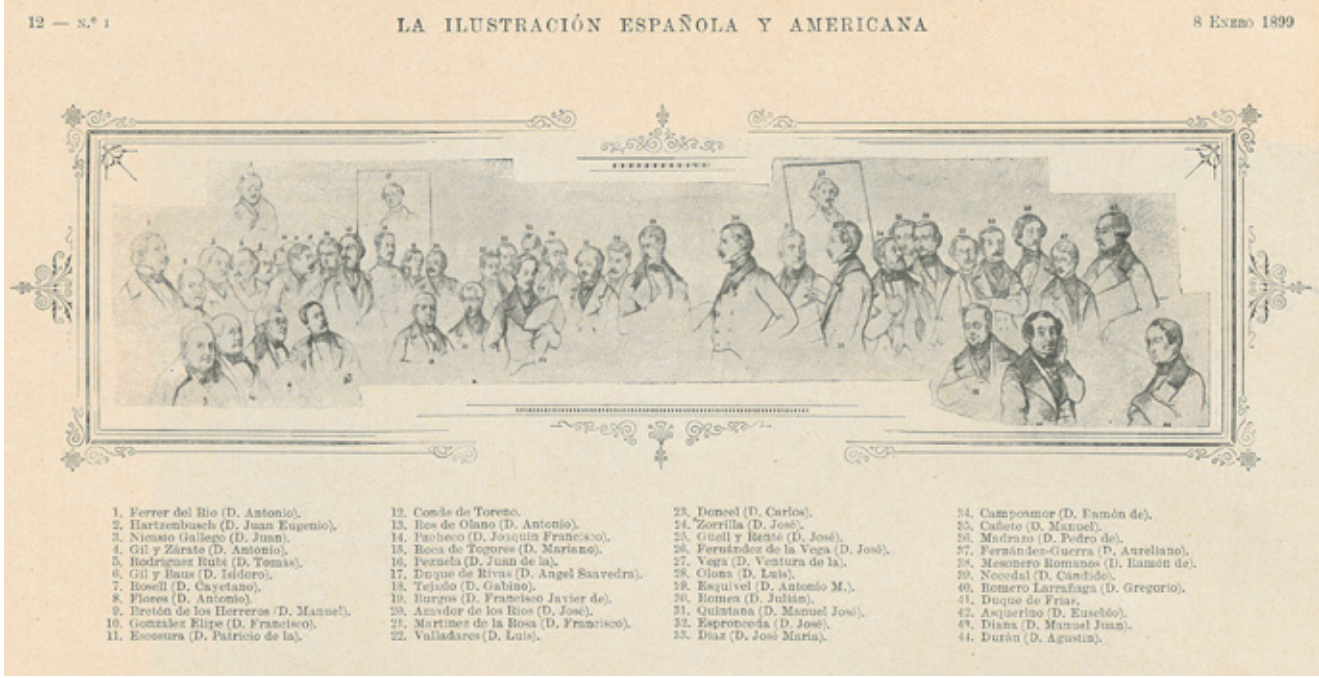 12 — N.º 1
LA ILUSTRACIÓN ESPAÑOLA Y AMERICANA
8 ENERO 1899
1. Ferrer del Río (D. Antonio).
2. Hartzenbusch (D. Juan Eugenio).
3. Nicasio Gallego (D. Juan).
4. Gil y Zárate (D. Antonio).
5. Rodríguez Rubí (D. Tomás).
6. Gil y Baus (D. Isidoro).
7. Rosell (D. Cayetano).
8. Flores (D. Antonio).
9. Bretón de los Herreros (D. Manuel).
10. González Elipe (D. Francisco).
11. Escosura (D. Patricio de la).
12. Conde de Toreno.
13. Ros de Olano (D. Antonio).
14. Pacheco (D. Joaquín Francisco).
15. Roca de Togores (D. Mariano).
16. Pezuela (D. Juan de la).
17. Duque de Rivas (D. Angel Saavedra).
18. Tejado (D. Gabino).
19. Burgos (D. Francisco Javier de).
20. Amador de los Ríos (D. José).
21. Martínez de la Rosa (D. Francisco).
22. Valladares (D. Luis).
23. Doncel (D. Carlos).
24. Zorrilla (D. José).
25. Güell y Renté (D. José).
26. Fernández de la Vega (D. José).
27. Vega (D. Ventura de la).
28. Olona (D. Luis).
29. Esquivel (D. Antonio M.).
30. Romea (D. Julián).
31. Quintana (D. Manuel José).
32. Espronceda (D. José).
33. Díaz (D. José María).
34. Campoamor (D. Ramón de).
35. Cañete (D. Manuel).
36. Madrazo (D. Pedro de).
37. Fernández-Guerra (D. Aureliano).
38. Mesonero Romanos (D. Ramón de).
39. Nocedal (D. Cándido).
40. Romero Larrañaga (D. Gregorio).
41. Duque de Frías.
42. Asquerino (D. Eusebio).
43. Diana (D. Manuel Juan).
44. Durán (D. Agustín).